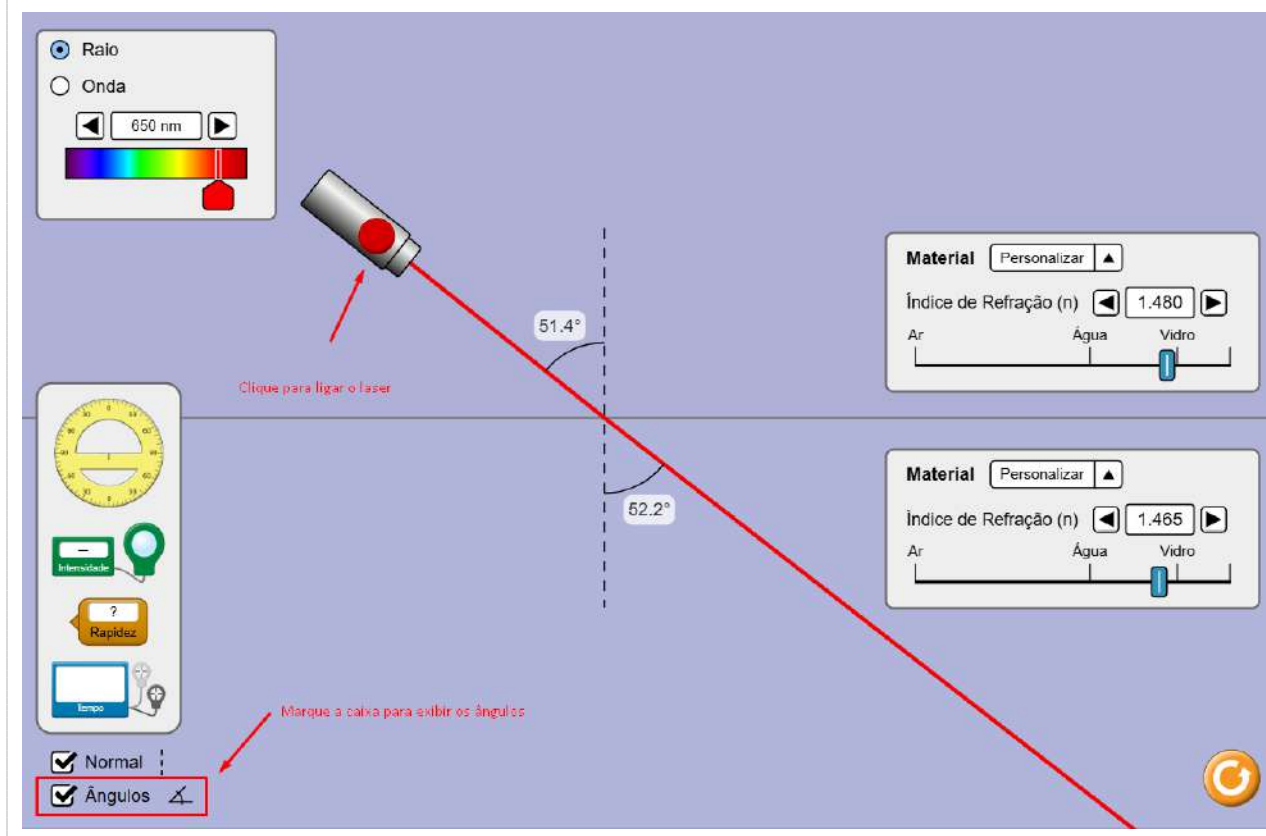 Raio
Onda
650 nm
51.4°
Clique para ligar o laser
Material Personalizar
Índice de Refração (n) 1.480
Ar Água Vidro
52.2°
Material Personalizar
Índice de Refração (n) 1.465
Ar Água Vidro
Intensidade
?
Rapidez
Tempo
Marque a caixa para exibir os ângulos
Normal
Ângulos